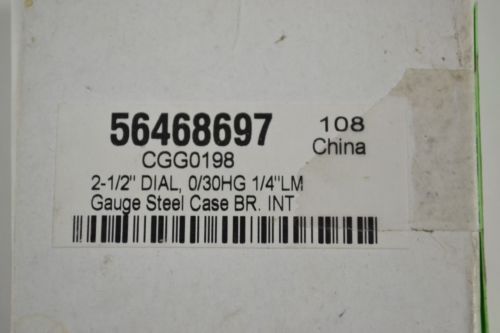 56468697 108
CGG0198 China
2-1/2" DIAL, 0/30HG 1/4"LM
Gauge Steel Case BR. INT